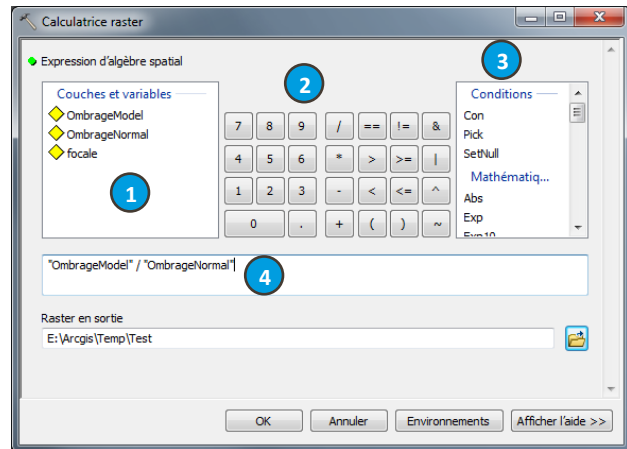 Calculatrice raster
Expression d'algèbre spatial
Couches et variables
OmbrageModel
OmbrageNormal
focale
1
2
7 8 9 / == != &
4 5 6 * > >= |
1 2 3 - < <= ^
0 . + ( ) ~
3
Conditions
Con
Pick
SetNull
Mathématiq...
Abs
Exp
Exp10
"OmbrageModel" / "OmbrageNormal"
4
Raster en sortie
E:\Arcgis\Temp\Test
OK Annuler Environnements Afficher l'aide >>